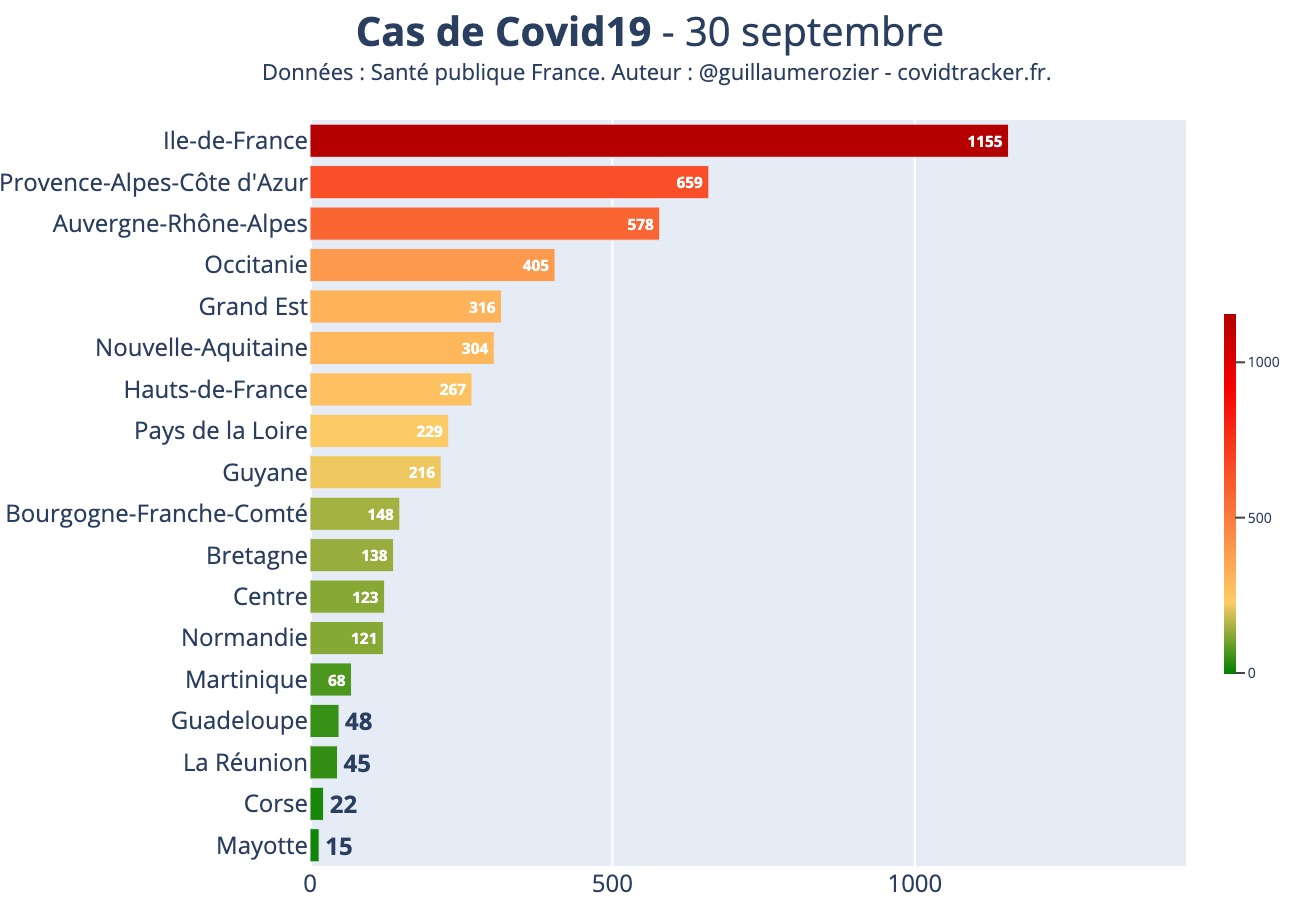 Cas de Covid19 - 30 septembre
Données : Santé publique France. Auteur : @guillaumerozier - covidtracker.fr.
Ile-de-France 1155
Provence-Alpes-Côte d'Azur 659
Auvergne-Rhône-Alpes 578
Occitanie 405
Grand Est 316
Nouvelle-Aquitaine 304
Hauts-de-France 267
Pays de la Loire 229
Guyane 216
Bourgogne-Franche-Comté 148
Bretagne 138
Centre 123
Normandie 121
Martinique 68
Guadeloupe 48
La Réunion 45
Corse 22
Mayotte 15
0 500 1000
1000
500
0